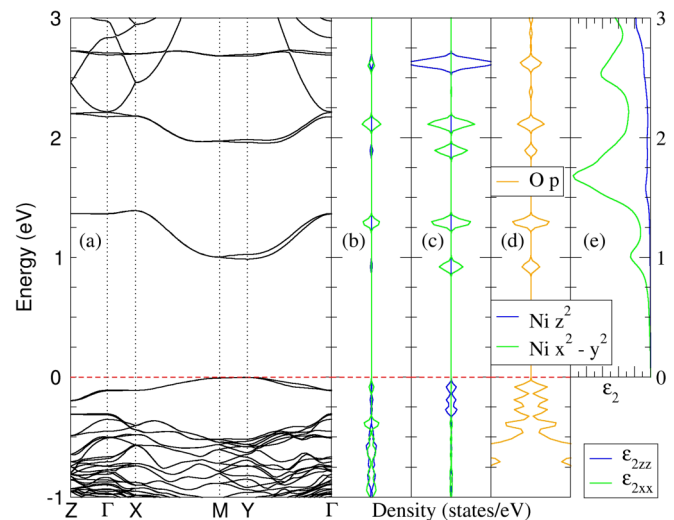 3
2
1
0
-1
Energy (eV)
Z Γ X M Y Γ
(a)
(b)
(c)
(d)
(e)
O p
Ni z²
Ni x² - y²
3
2
1
0
ε₂
ε₂zz
ε₂xx
Density (states/eV)